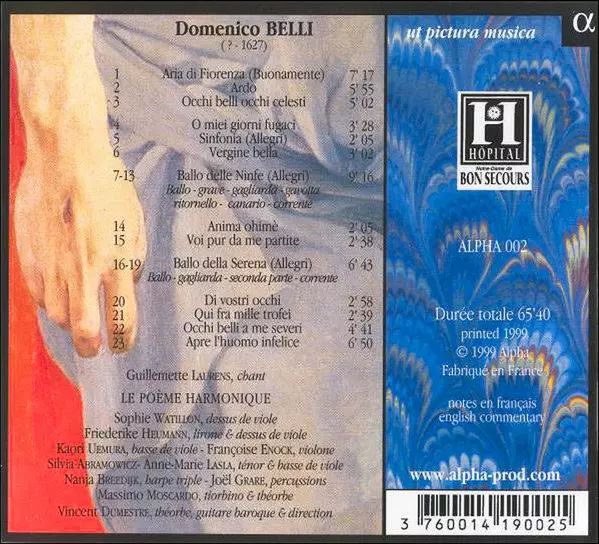 Domenico BELLI
(? - 1627)
1 Aria di Fiorenza (Buonamente) 7' 17
2 Ardo 5' 55
3 Occhi belli occhi celesti 5' 02
4 O miei giorni fugaci 3' 28
5 Sinfonia (Allegri) 2' 05
6 Vergine bella 3' 02
7-13 Ballo delle Ninfe (Allegri) 9' 16
Ballo - grave - gagliarda - gavotta
ritornello - canario - corrente
14 Anima ohimè 2' 05
15 Voi pur da me partite 2' 38
16-19 Ballo della Serena (Allegri) 6' 43
Ballo - gagliarda - seconda parte - corrente
20 Di vostri occhi 2' 58
21 Qui fra mille trofei 2' 39
22 Occhi belli a me severi 4' 41
23 Apre l'huomo infelice 6' 50
Guillemette LAURENS, chant
LE POËME HARMONIQUE
Sophie WATILLON, dessus de viole
Friederike HEUMANN, lirone & dessus de viole
Kaori UEMURA, basse de viole - Françoise ENOCK, violone
Silvia ABRAMOWICZ- Anne-Marie LASLA, ténor & basse de viole
Nanja BREEDIJK, harpe triple - Joël GRARE, percussions
Massimo MOSCARDO, tiorbino & théorbe
Vincent DUMESTRE, théorbe, guitare baroque & direction
ut pictura musica
α
H
HÔPITAL
Notre-Dame de
BON SECOURS
ALPHA 002
Durée totale 65'40
printed 1999
© 1999 Alpha
Fabriqué en France
notes en français
english commentary
www.alpha-prod.com
3 760014 190025